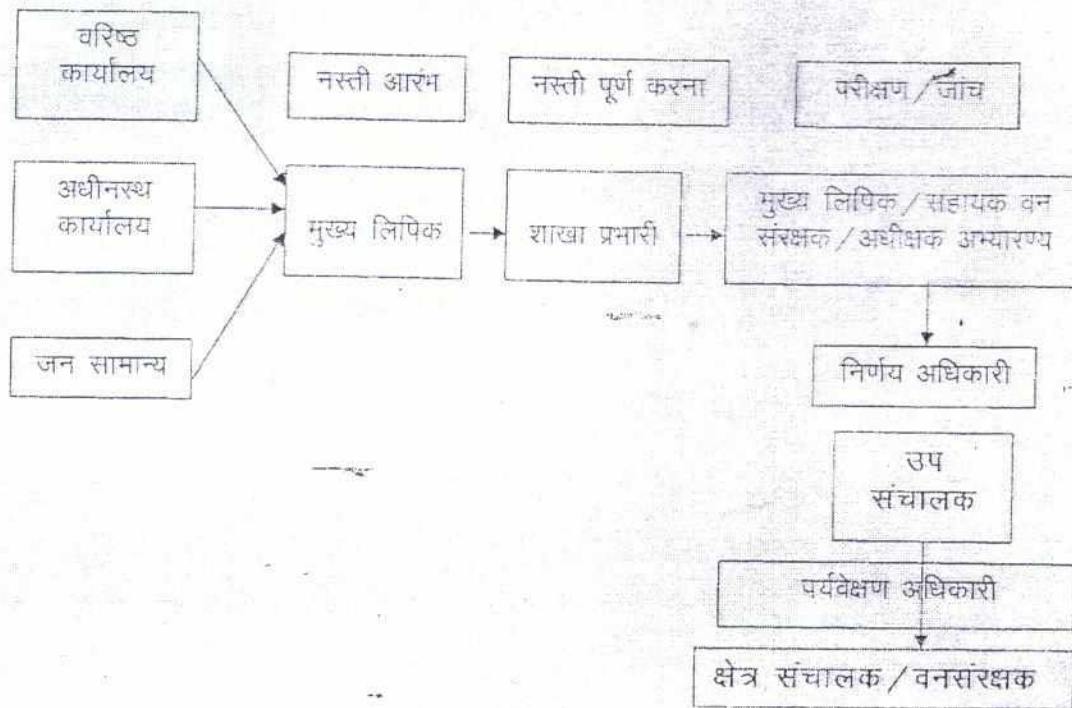 वरिष्ठ
कार्यालय
नस्ती आरंभ
नस्ती पूर्ण करना
परीक्षण / जांच
अधीनस्थ
कार्यालय
मुख्य लिपिक
शाखा प्रभारी
मुख्य लिपिक / सहायक वन
संरक्षक / अधीक्षक अभ्यारण्य
जन सामान्य
निर्णय अधिकारी
उप
संचालक
पर्यवेक्षण अधिकारी
क्षेत्र संचालक / वनसंरक्षक